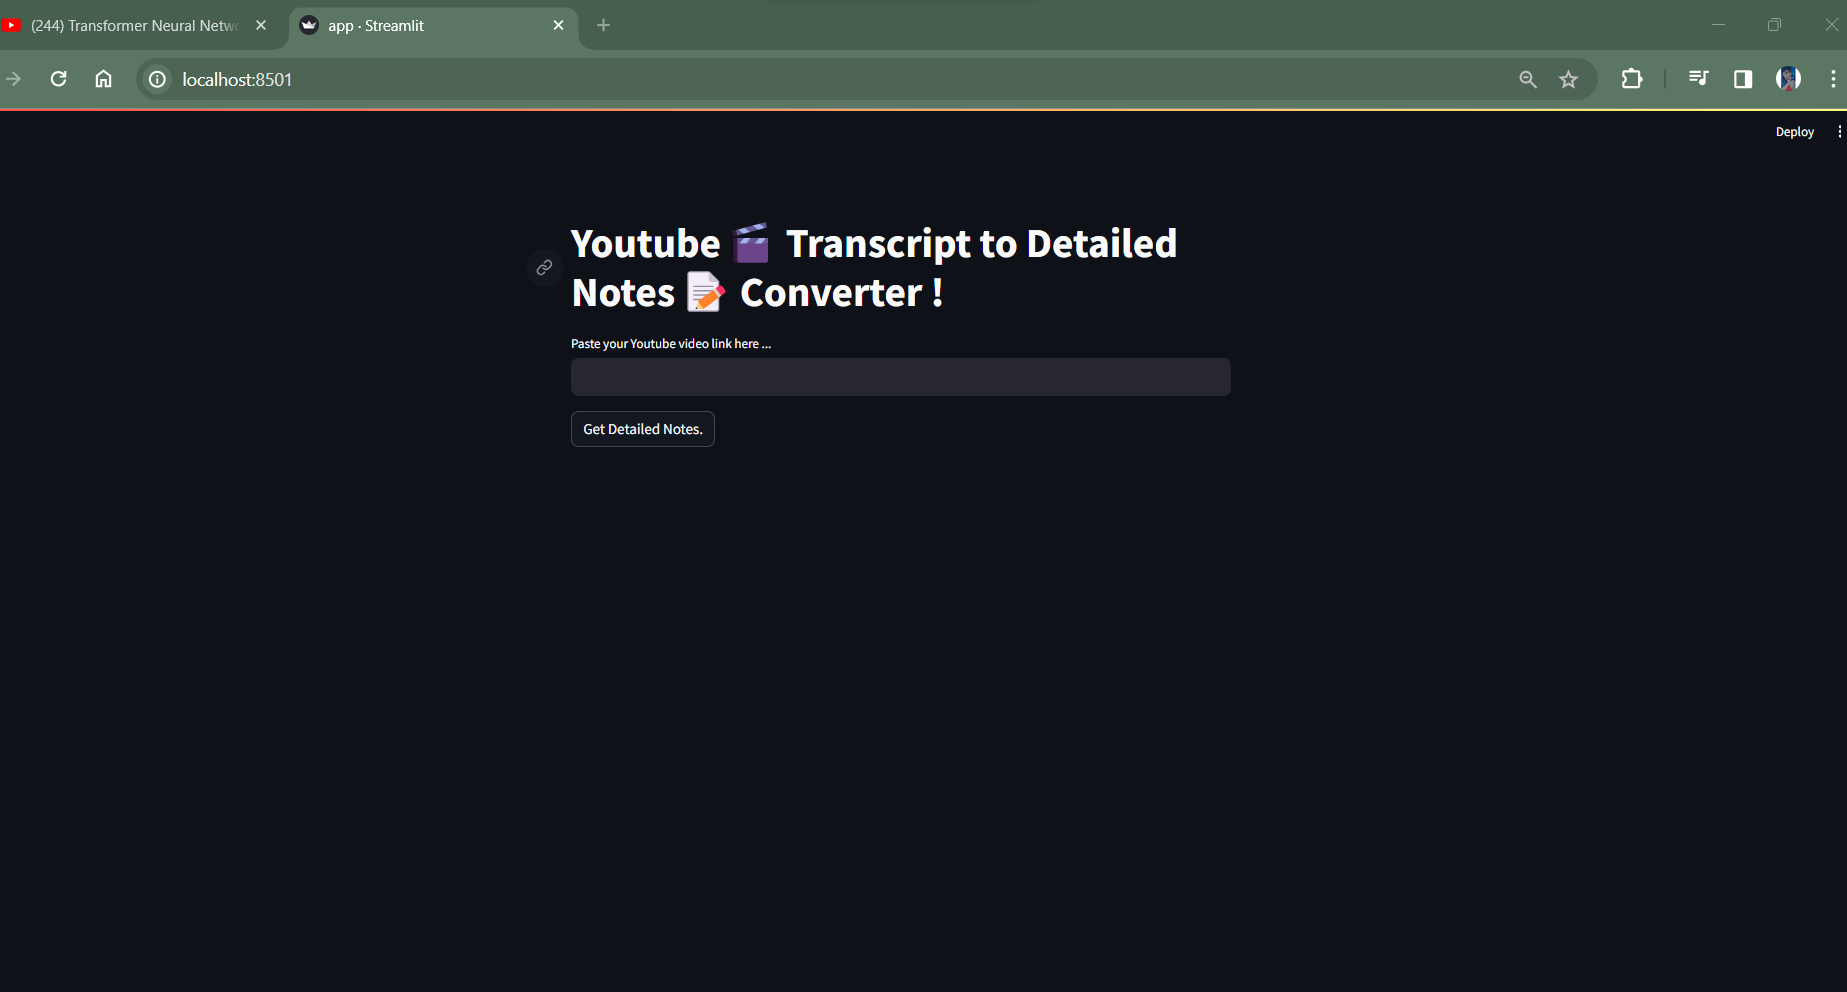 (244) Transformer Neural Netw
app · Streamlit
localhost:8501
Deploy
Youtube 🎬 Transcript to Detailed
Notes 📝 Converter !
Paste your Youtube video link here ...
Get Detailed Notes.